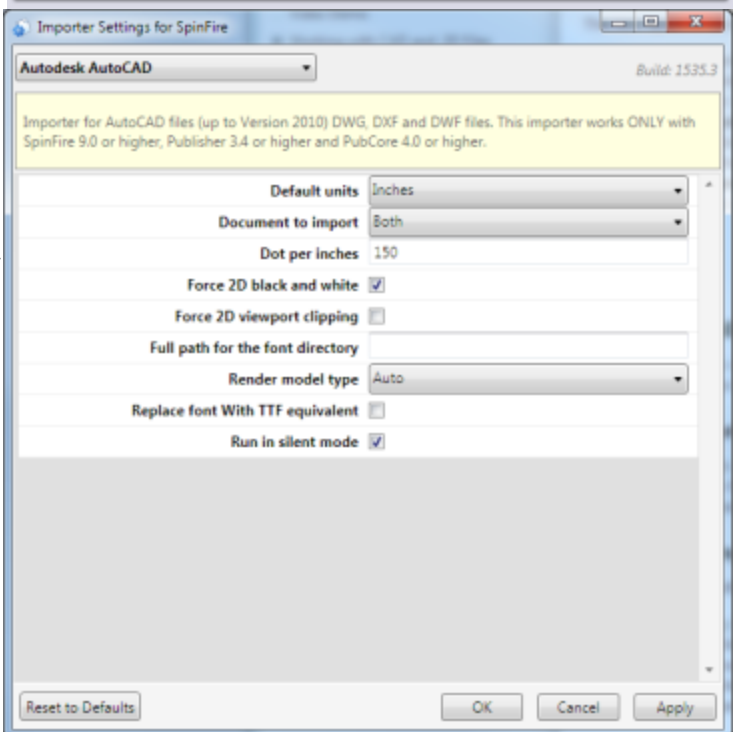 Importer Settings for SpinFire
Autodesk AutoCAD
Build: 1535.3
Importer for AutoCAD files (up to Version 2010) DWG, DXF and DWF files. This importer works ONLY with
SpinFire 9.0 or higher, Publisher 3.4 or higher and PubCore 4.0 or higher.
Default units Inches
Document to import Both
Dot per inches 150
Force 2D black and white
Force 2D viewport clipping
Full path for the font directory
Render model type Auto
Replace font With TTF equivalent
Run in silent mode
Reset to Defaults OK Cancel Apply